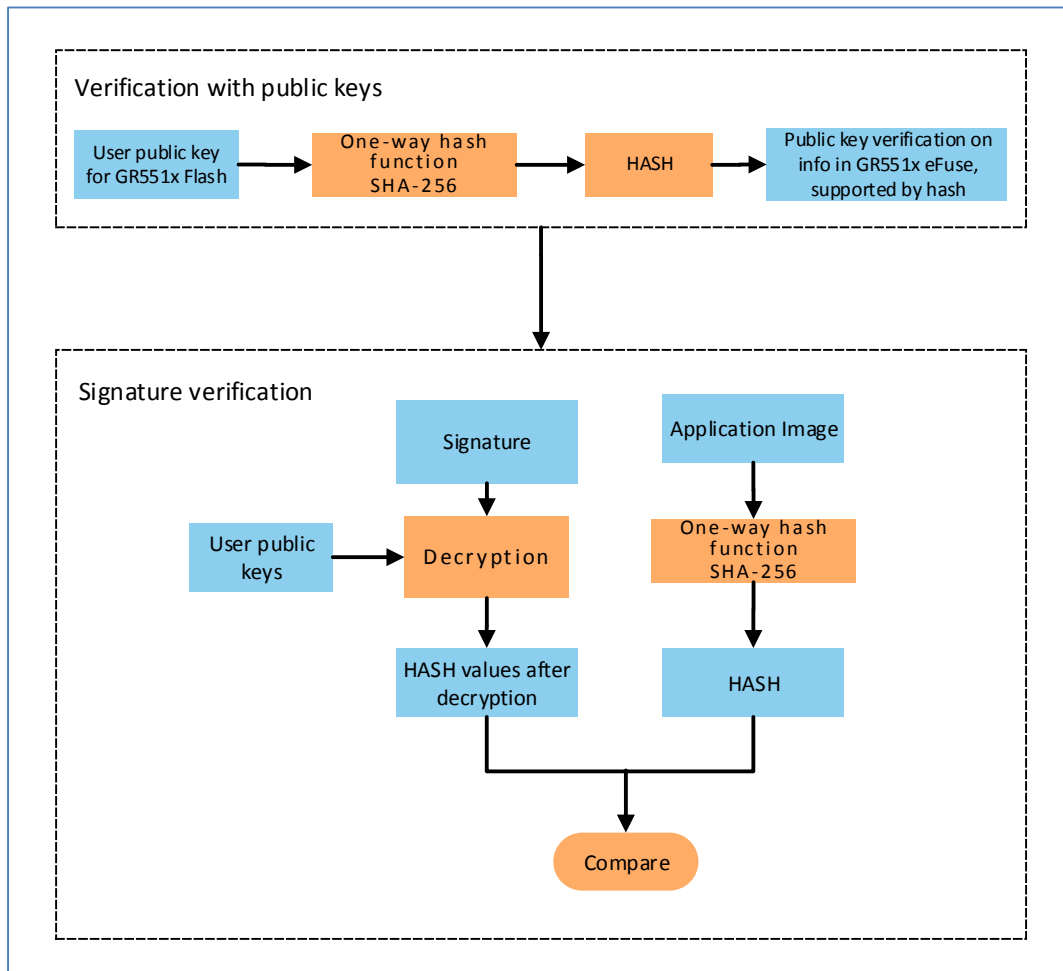 Verification with public keys
User public key
for GR551x Flash
One-way hash
function
SHA-256
HASH
Public key verification on
info in GR551x eFuse,
supported by hash
Signature verification
Signature
Application Image
User public
keys
Decryption
One-way hash
function
SHA-256
HASH values after
decryption
HASH
Compare